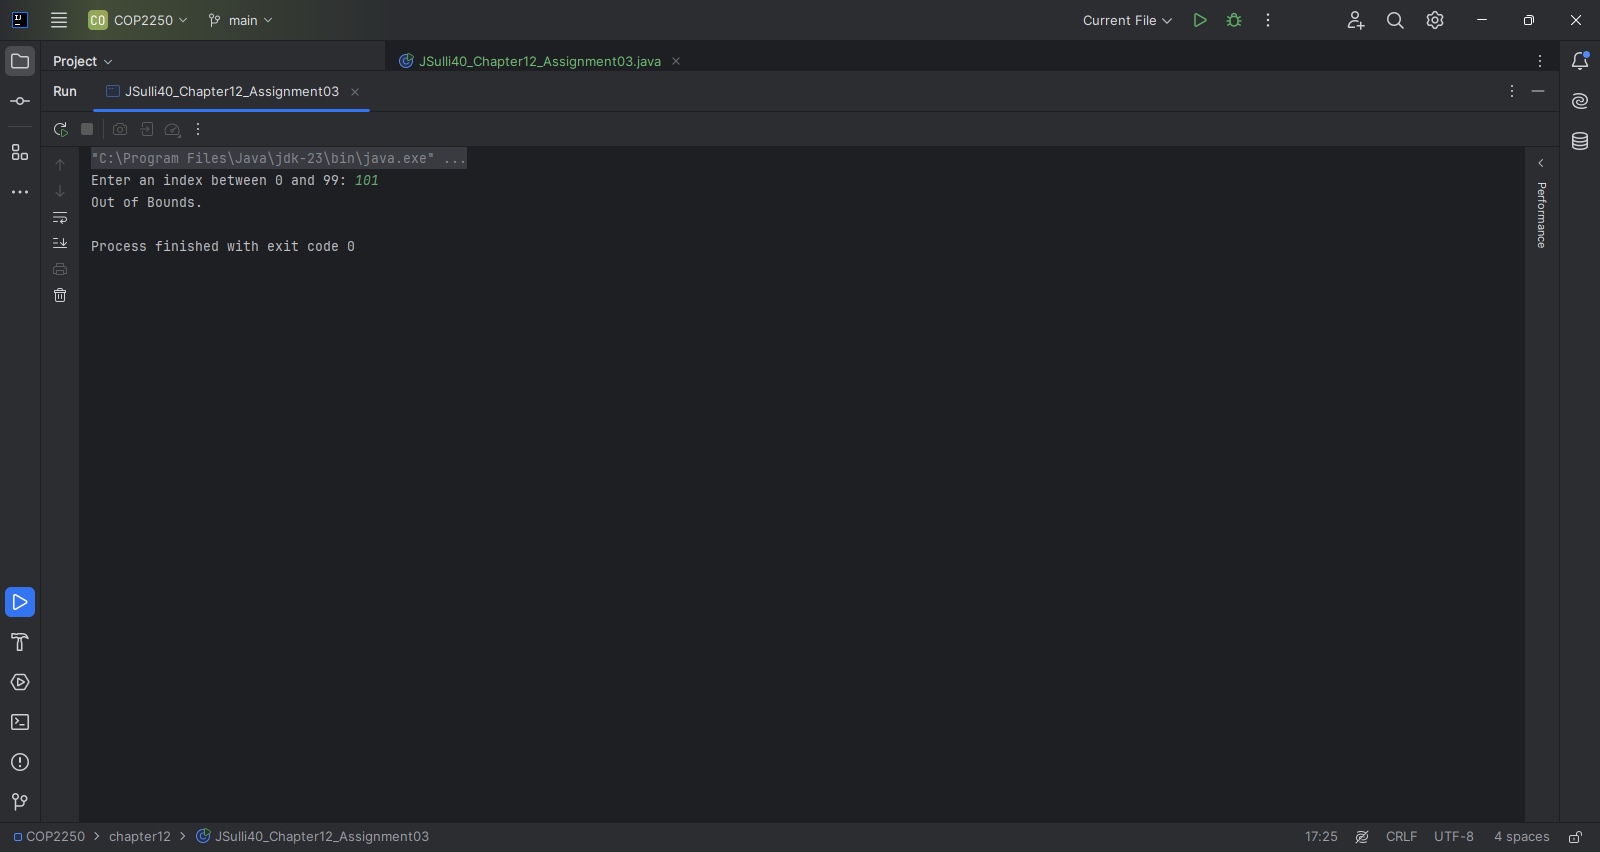 CO COP2250 main Current File
Project JSulli40_Chapter12_Assignment03.java
Run JSulli40_Chapter12_Assignment03
"C:\Program Files\Java\jdk-23\bin\java.exe" ...
Enter an index between 0 and 99: 101
Out of Bounds.
Process finished with exit code 0
Performance
COP2250 > chapter12 > JSulli40_Chapter12_Assignment03 17:25 CRLF UTF-8 4 spaces